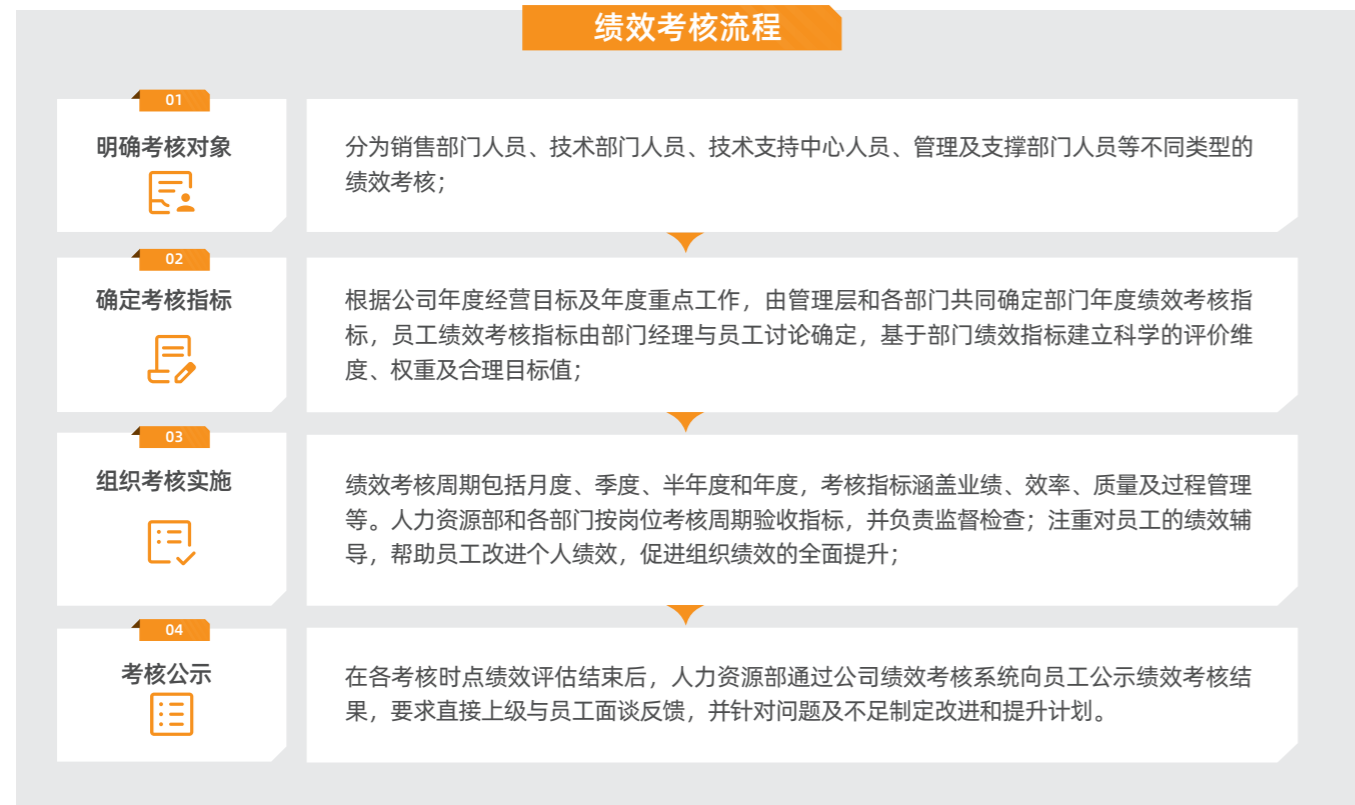 绩效考核流程
01
明确考核对象
分为销售部门人员、技术部门人员、技术支持中心人员、管理及支撑部门人员等不同类型的
绩效考核；
02
确定考核指标
根据公司年度经营目标及年度重点工作，由管理层和各部门共同确定部门年度绩效考核指
标，员工绩效考核指标由部门经理与员工讨论确定，基于部门绩效指标建立科学的评价维
度、权重及合理目标值；
03
组织考核实施
绩效考核周期包括月度、季度、半年度和年度，考核指标涵盖业绩、效率、质量及过程管理
等。人力资源部和各部门按岗位考核周期验收指标，并负责监督检查；注重对员工的绩效辅
导，帮助员工改进个人绩效，促进组织绩效的全面提升；
04
考核公示
在各考核时点绩效评估结束后，人力资源部通过公司绩效考核系统向员工公示绩效考核结
果，要求直接上级与员工面谈反馈，并针对问题及不足制定改进和提升计划。